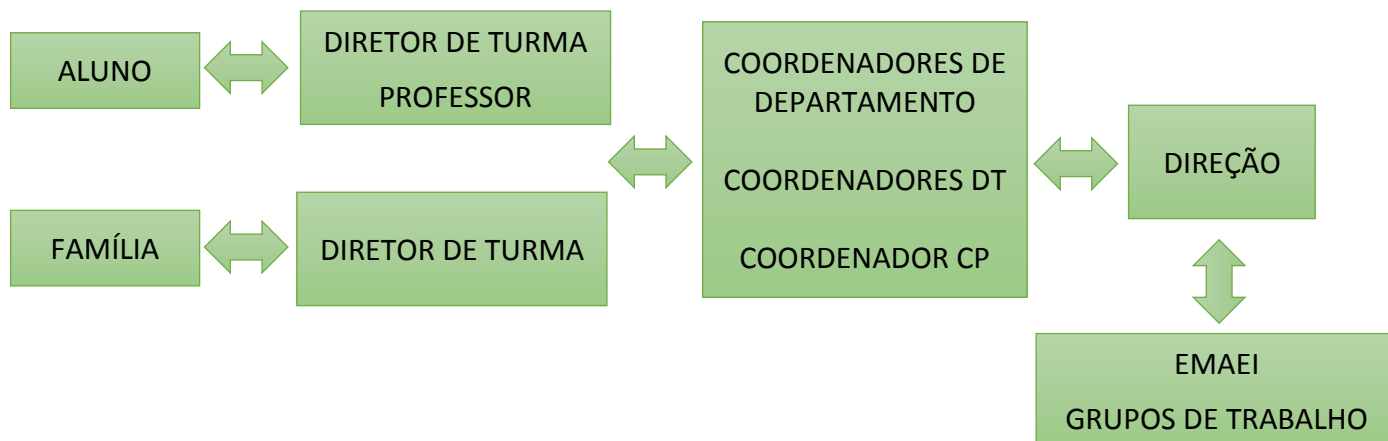 ALUNO
DIRETOR DE TURMA
PROFESSOR
FAMÍLIA
DIRETOR DE TURMA
COORDENADORES DE
DEPARTAMENTO
COORDENADORES DT
COORDENADOR CP
DIREÇÃO
EMAEI
GRUPOS DE TRABALHO